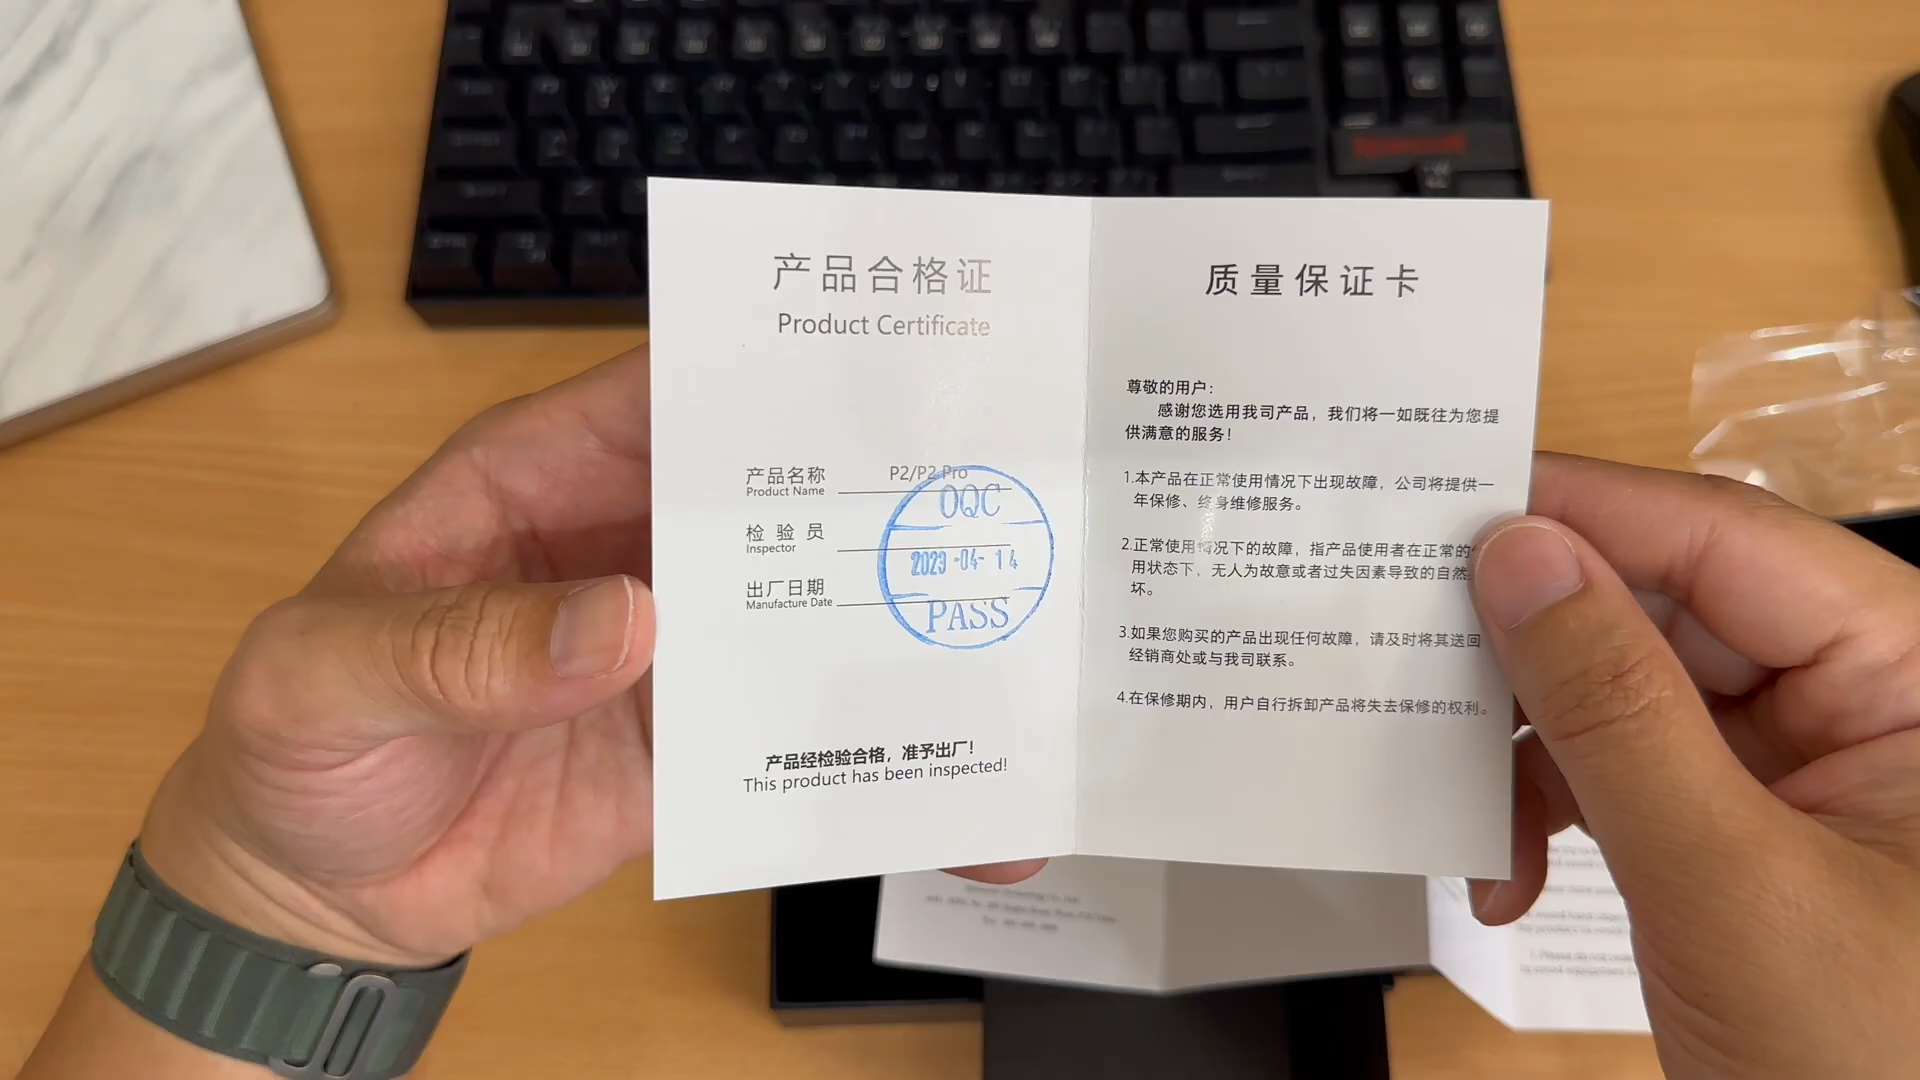 产品合格证
Product Certificate
产品名称 P2/P2 Pro
Product Name
检验员
Inspector
出厂日期
Manufacture Date
OQC
2023-04-14
PASS
产品经检验合格，准予出厂！
This product has been inspected!
质量保证卡
尊敬的用户：
感谢您选用我司产品，我们将一如既往为您提
供满意的服务！
1.本产品在正常使用情况下出现故障，公司将提供一
年保修、终身维修服务。
2.正常使用情况下的故障，指产品使用者在正常的
用状态下，无人为故意或者过失因素导致的自然
坏。
3.如果您购买的产品出现任何故障，请及时将其送回
经销商处或与我司联系。
4.在保修期内，用户自行拆卸产品将失去保修的权利。